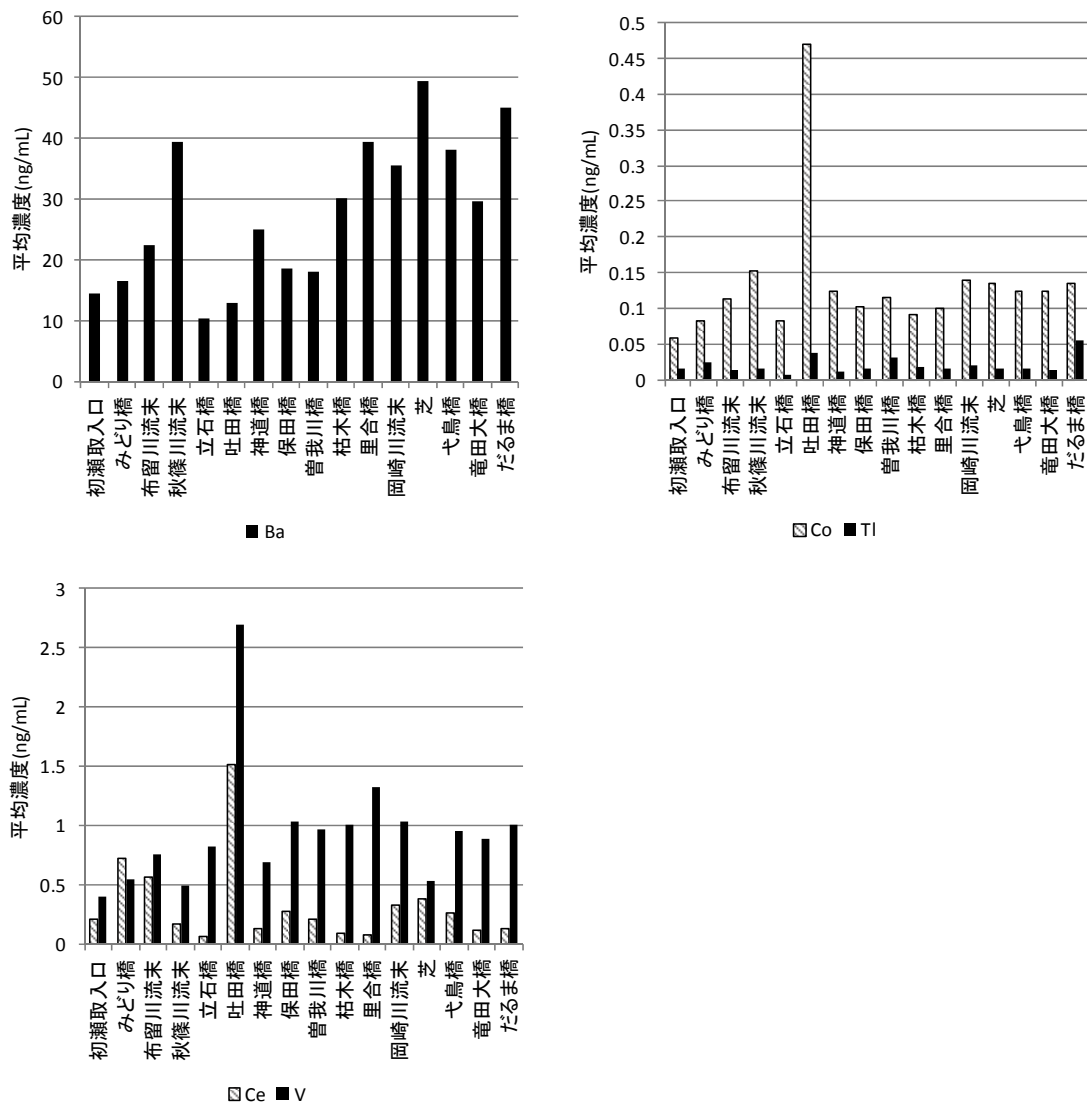 60
50
40
30
20
10
0
平均濃度(ng/mL)
初瀬取入口
みどり橋
布留川流末
秋篠川流末
立石橋
吐田橋
神道橋
保田橋
曽我川橋
枯木橋
里合橋
岡崎川流末
芝
弋鳥橋
竜田大橋
だるま橋
Ba
0.5
0.45
0.4
0.35
0.3
0.25
0.2
0.15
0.1
0.05
0
平均濃度(ng/mL)
初瀬取入口
みどり橋
布留川流末
秋篠川流末
立石橋
吐田橋
神道橋
保田橋
曽我川橋
枯木橋
里合橋
岡崎川流末
芝
弋鳥橋
竜田大橋
だるま橋
Co Tl
3
2.5
2
1.5
1
0.5
0
平均濃度(ng/mL)
初瀬取入口
みどり橋
布留川流末
秋篠川流末
立石橋
吐田橋
神道橋
保田橋
曽我川橋
枯木橋
里合橋
岡崎川流末
芝
弋鳥橋
竜田大橋
だるま橋
Ce V